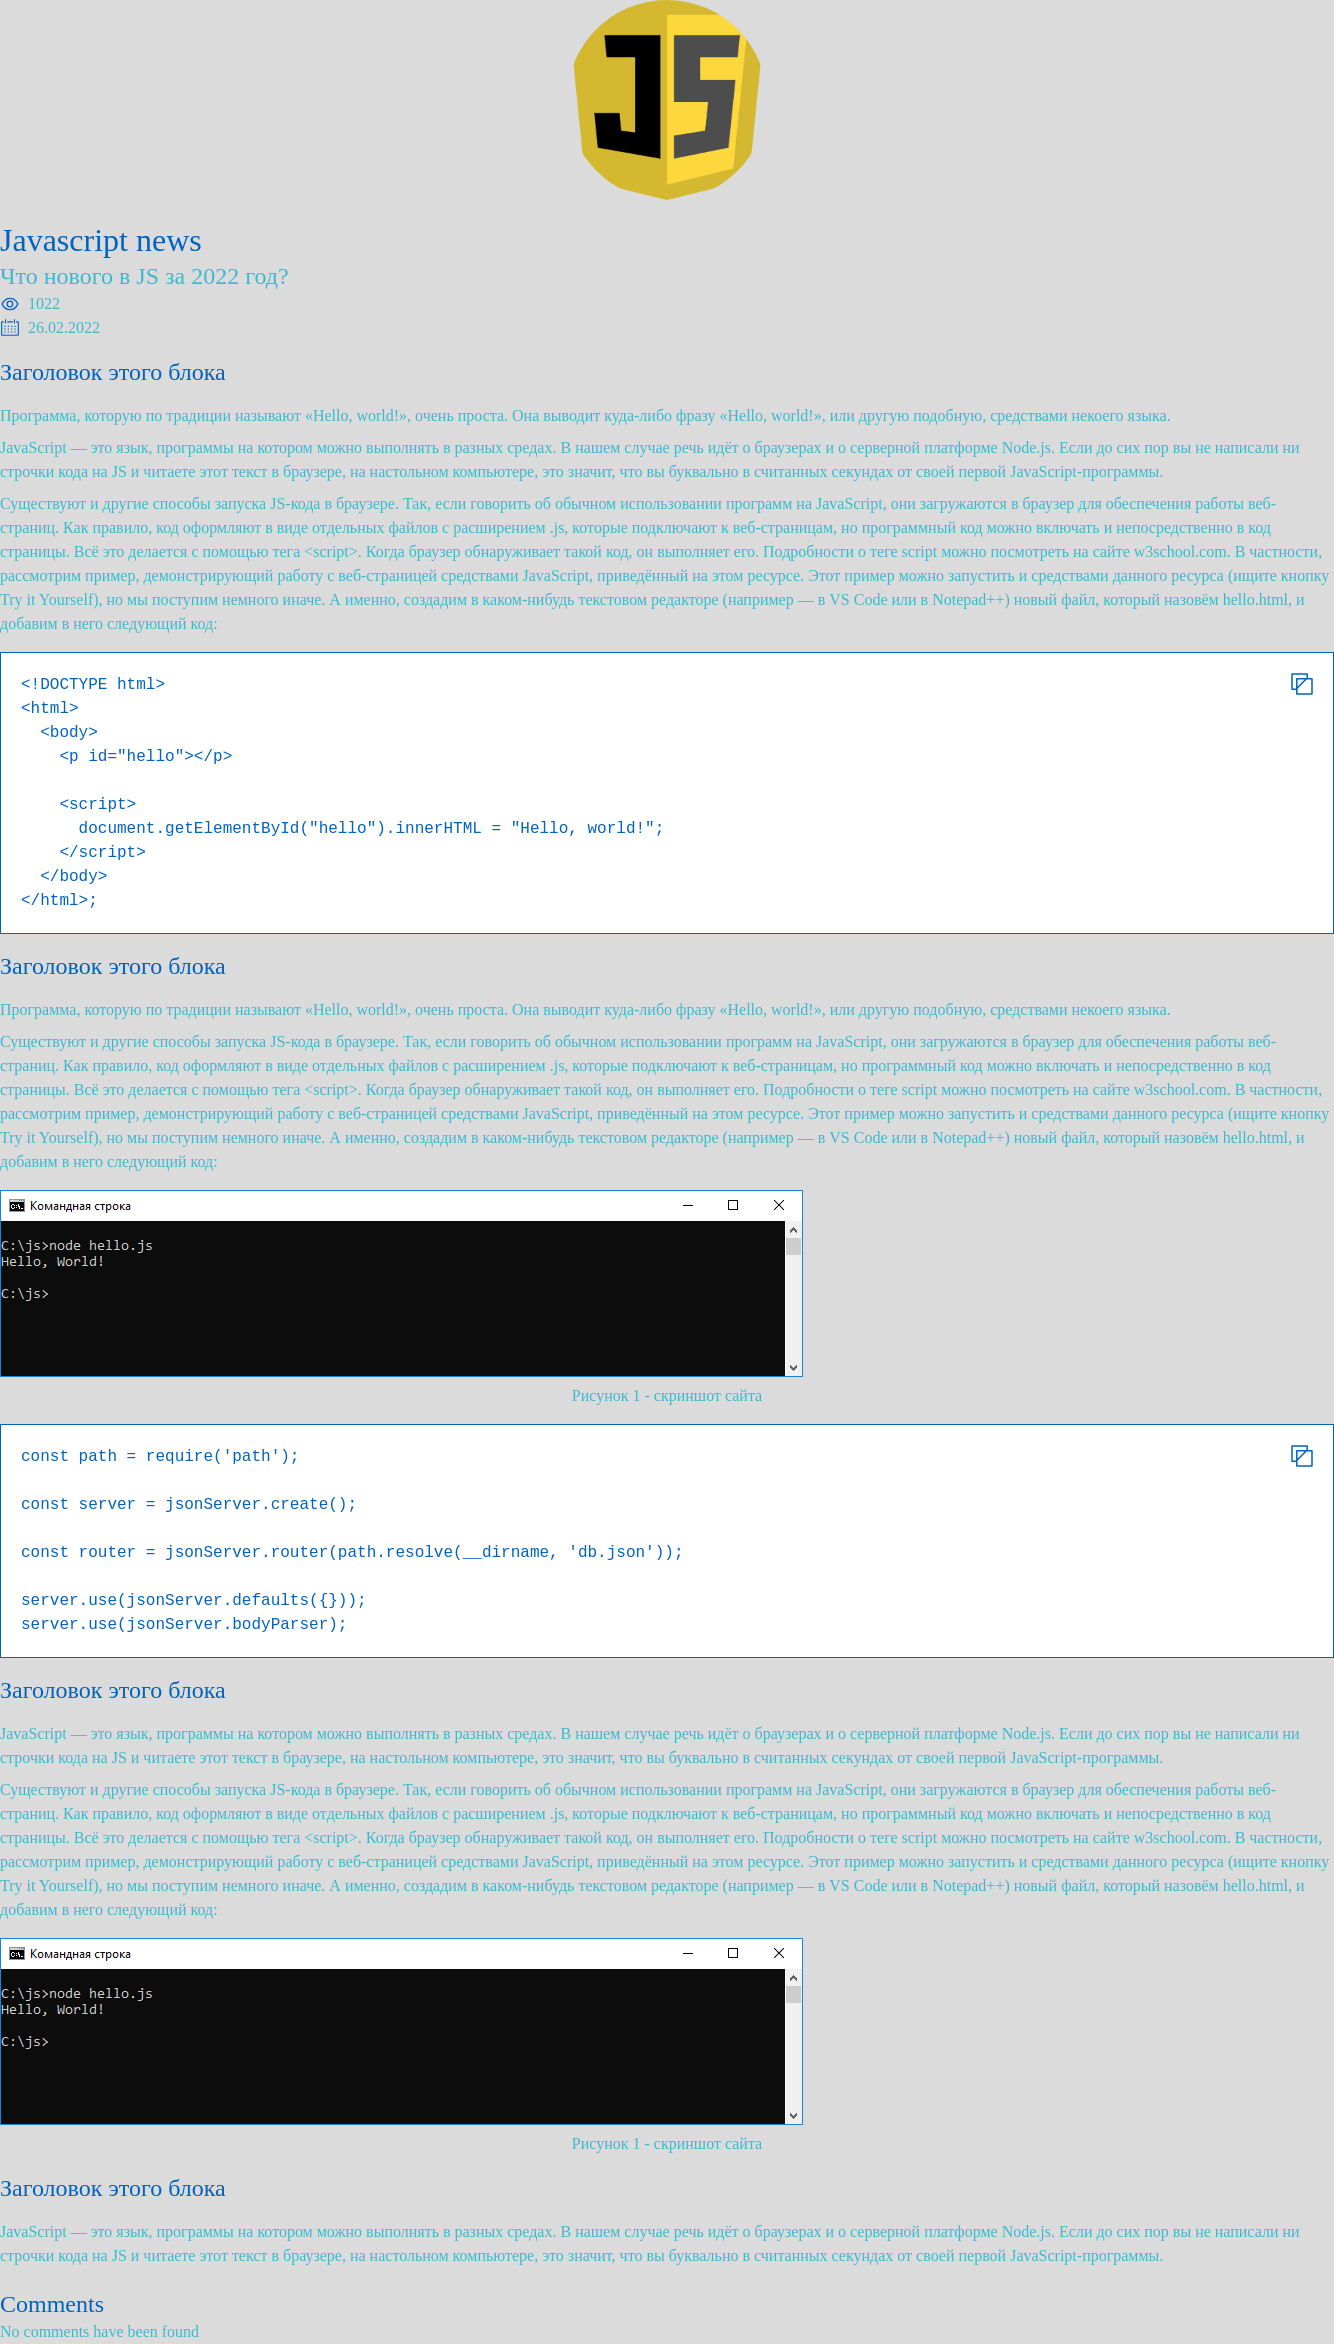 JS
Javascript news
Что нового в JS за 2022 год?
1022
26.02.2022
Заголовок этого блока
Программа, которую по традиции называют «Hello, world!», очень проста. Она выводит куда-либо фразу «Hello, world!», или другую подобную, средствами некоего языка.
JavaScript — это язык, программы на котором можно выполнять в разных средах. В нашем случае речь идёт о браузерах и о серверной платформе Node.js. Если до сих пор вы не написали ни
строчки кода на JS и читаете этот текст в браузере, на настольном компьютере, это значит, что вы буквально в считанных секундах от своей первой JavaScript-программы.
Существуют и другие способы запуска JS-кода в браузере. Так, если говорить об обычном использовании программ на JavaScript, они загружаются в браузер для обеспечения работы веб-
страниц. Как правило, код оформляют в виде отдельных файлов с расширением .js, которые подключают к веб-страницам, но программный код можно включать и непосредственно в код
страницы. Всё это делается с помощью тега <script>. Когда браузер обнаруживает такой код, он выполняет его. Подробности о теге script можно посмотреть на сайте w3school.com. В частности,
рассмотрим пример, демонстрирующий работу с веб-страницей средствами JavaScript, приведённый на этом ресурсе. Этот пример можно запустить и средствами данного ресурса (ищите кнопку
Try it Yourself), но мы поступим немного иначе. А именно, создадим в каком-нибудь текстовом редакторе (например — в VS Code или в Notepad++) новый файл, который назовём hello.html, и
добавим в него следующий код:
<!DOCTYPE html>
<html>
  <body>
    <p id="hello"></p>

    <script>
      document.getElementById("hello").innerHTML = "Hello, world!";
    </script>
  </body>
</html>;
Заголовок этого блока
Программа, которую по традиции называют «Hello, world!», очень проста. Она выводит куда-либо фразу «Hello, world!», или другую подобную, средствами некоего языка.
Существуют и другие способы запуска JS-кода в браузере. Так, если говорить об обычном использовании программ на JavaScript, они загружаются в браузер для обеспечения работы веб-
страниц. Как правило, код оформляют в виде отдельных файлов с расширением .js, которые подключают к веб-страницам, но программный код можно включать и непосредственно в код
страницы. Всё это делается с помощью тега <script>. Когда браузер обнаруживает такой код, он выполняет его. Подробности о теге script можно посмотреть на сайте w3school.com. В частности,
рассмотрим пример, демонстрирующий работу с веб-страницей средствами JavaScript, приведённый на этом ресурсе. Этот пример можно запустить и средствами данного ресурса (ищите кнопку
Try it Yourself), но мы поступим немного иначе. А именно, создадим в каком-нибудь текстовом редакторе (например — в VS Code или в Notepad++) новый файл, который назовём hello.html, и
добавим в него следующий код:
Командная строка
C:\js>node hello.js
Hello, World!
C:\js>
Рисунок 1 - скриншот сайта
const path = require('path');

const server = jsonServer.create();

const router = jsonServer.router(path.resolve(__dirname, 'db.json'));

server.use(jsonServer.defaults({}));
server.use(jsonServer.bodyParser);
Заголовок этого блока
JavaScript — это язык, программы на котором можно выполнять в разных средах. В нашем случае речь идёт о браузерах и о серверной платформе Node.js. Если до сих пор вы не написали ни
строчки кода на JS и читаете этот текст в браузере, на настольном компьютере, это значит, что вы буквально в считанных секундах от своей первой JavaScript-программы.
Существуют и другие способы запуска JS-кода в браузере. Так, если говорить об обычном использовании программ на JavaScript, они загружаются в браузер для обеспечения работы веб-
страниц. Как правило, код оформляют в виде отдельных файлов с расширением .js, которые подключают к веб-страницам, но программный код можно включать и непосредственно в код
страницы. Всё это делается с помощью тега <script>. Когда браузер обнаруживает такой код, он выполняет его. Подробности о теге script можно посмотреть на сайте w3school.com. В частности,
рассмотрим пример, демонстрирующий работу с веб-страницей средствами JavaScript, приведённый на этом ресурсе. Этот пример можно запустить и средствами данного ресурса (ищите кнопку
Try it Yourself), но мы поступим немного иначе. А именно, создадим в каком-нибудь текстовом редакторе (например — в VS Code или в Notepad++) новый файл, который назовём hello.html, и
добавим в него следующий код:
Командная строка
C:\js>node hello.js
Hello, World!
C:\js>
Рисунок 1 - скриншот сайта
Заголовок этого блока
JavaScript — это язык, программы на котором можно выполнять в разных средах. В нашем случае речь идёт о браузерах и о серверной платформе Node.js. Если до сих пор вы не написали ни
строчки кода на JS и читаете этот текст в браузере, на настольном компьютере, это значит, что вы буквально в считанных секундах от своей первой JavaScript-программы.
Comments
No comments have been found